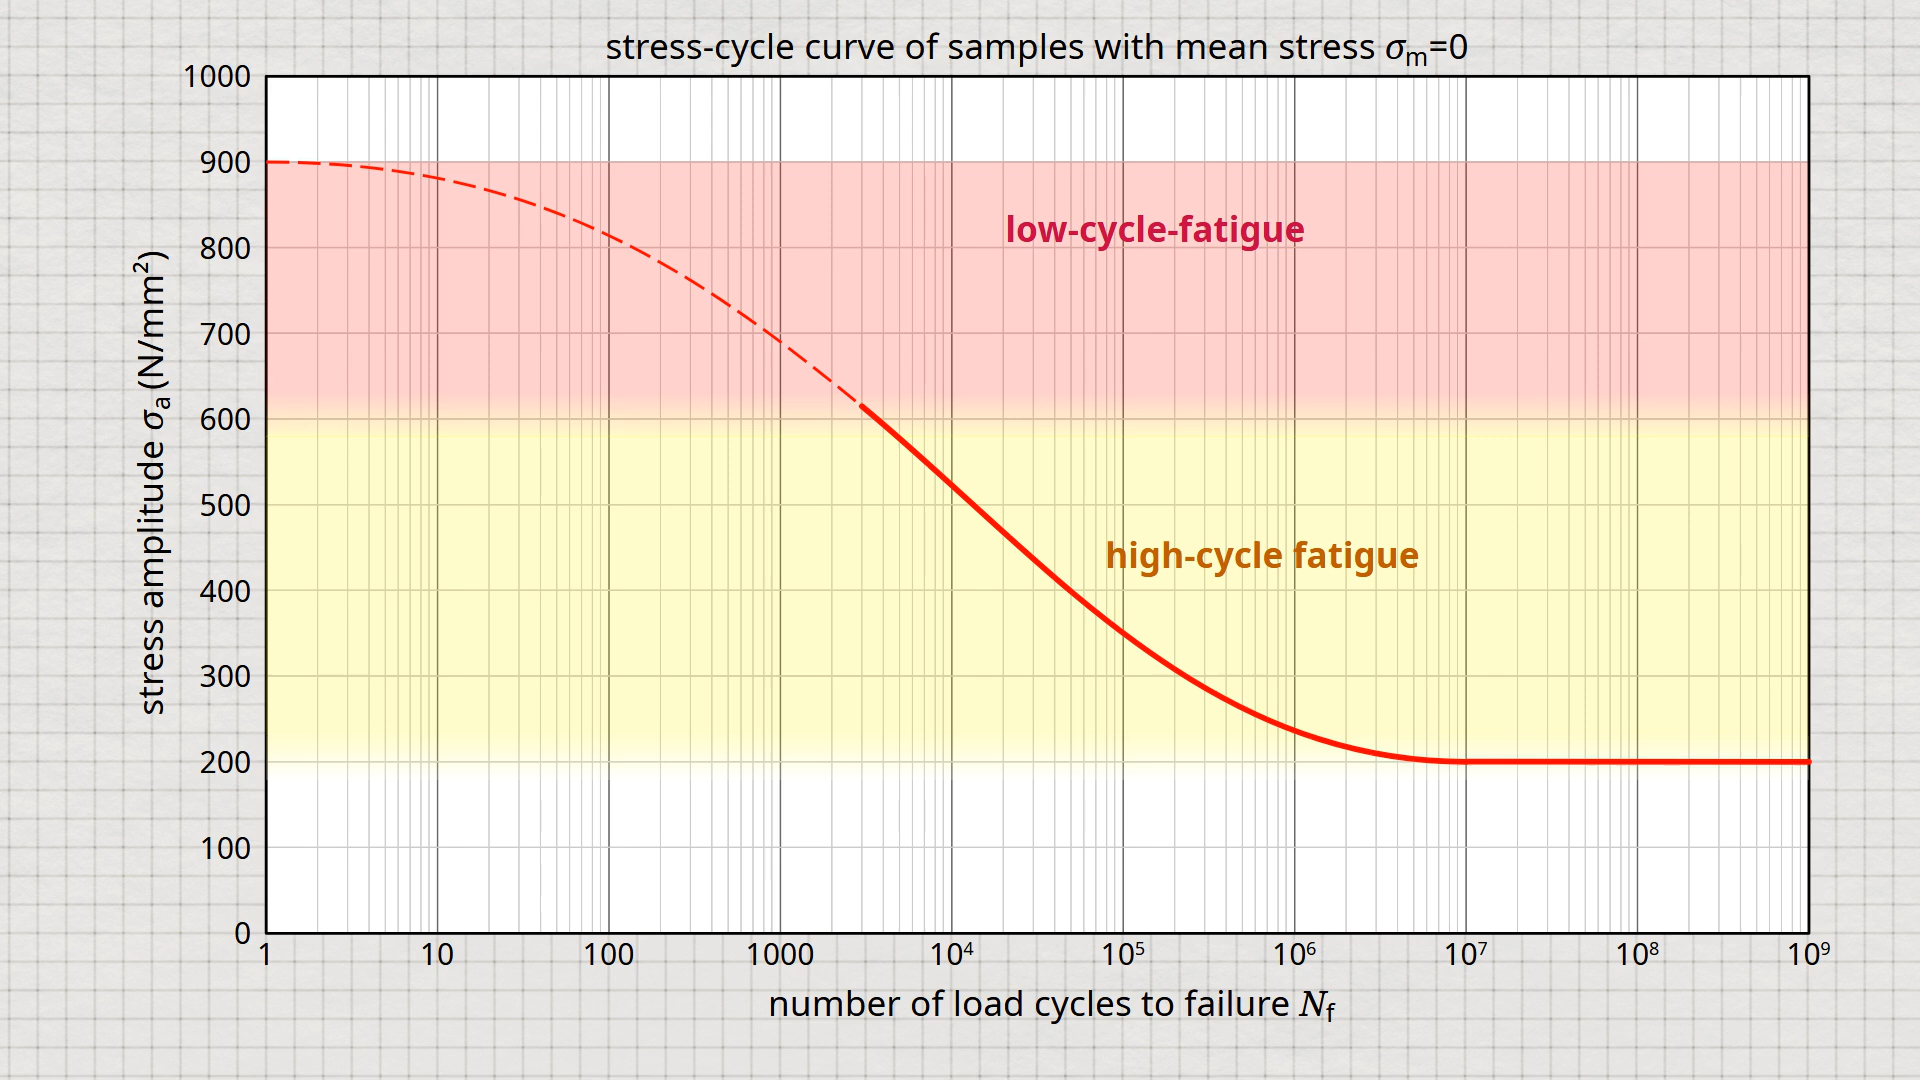 stress-cycle curve of samples with mean stress σm=0
1000
900
800
700
600
500
400
300
200
100
0
stress amplitude σa (N/mm²)
low-cycle-fatigue
high-cycle fatigue
1 10 100 1000 10⁴ 10⁵ 10⁶ 10⁷ 10⁸ 10⁹
number of load cycles to failure Nf